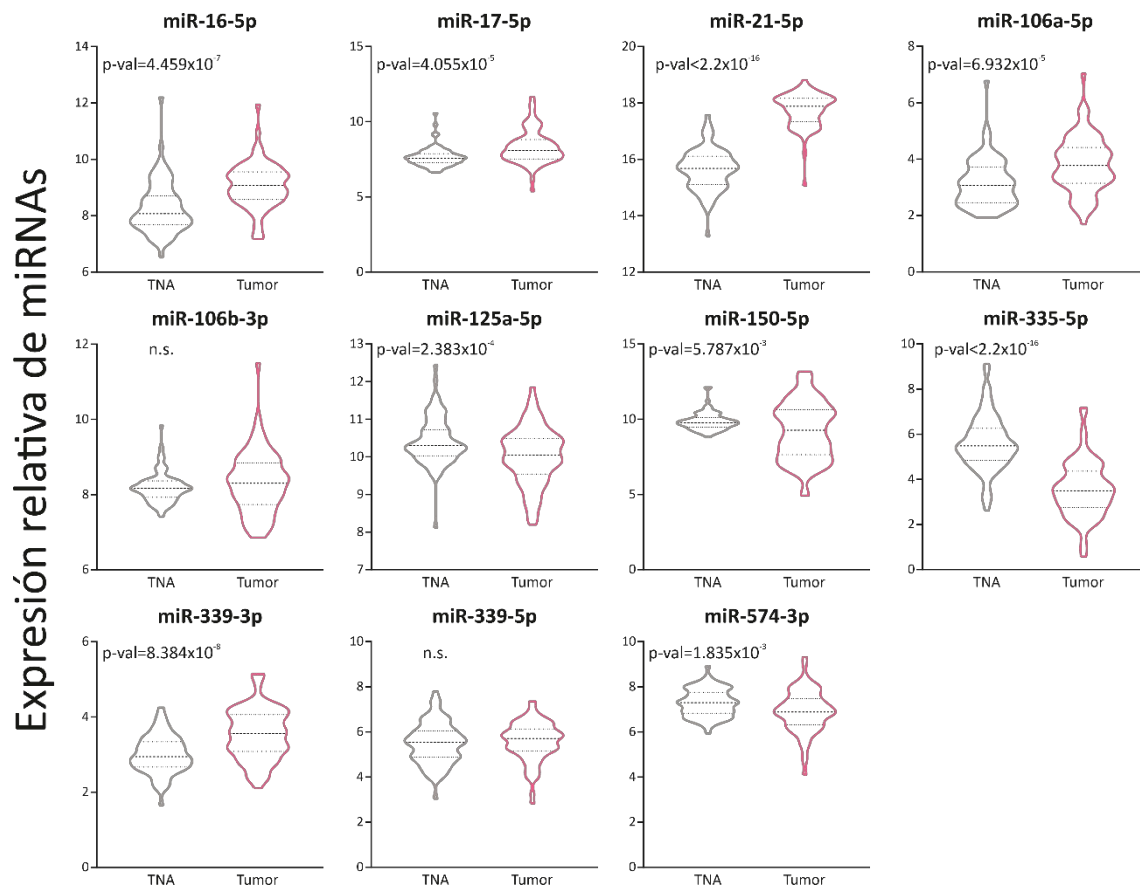 Expresión relativa de miRNAs
miR-16-5p
p-val=4.459x10⁻⁷
14
12
10
8
6
TNA Tumor
miR-17-5p
p-val=4.055x10⁻⁵
15
10
5
0
TNA Tumor
miR-21-5p
p-val<2.2x10⁻¹⁶
20
18
16
14
12
TNA Tumor
miR-106a-5p
p-val=6.932x10⁻⁵
8
6
4
2
0
TNA Tumor
miR-106b-3p
n.s.
12
10
8
6
TNA Tumor
miR-125a-5p
p-val=2.383x10⁻⁴
13
12
11
10
9
8
7
TNA Tumor
miR-150-5p
p-val=5.787x10⁻³
15
10
5
0
TNA Tumor
miR-335-5p
p-val<2.2x10⁻¹⁶
10
8
6
4
2
0
TNA Tumor
miR-339-3p
p-val=8.384x10⁻⁸
6
4
2
0
TNA Tumor
miR-339-5p
n.s.
10
8
6
4
2
0
TNA Tumor
miR-574-3p
p-val=1.835x10⁻³
10
8
6
4
2
0
TNA Tumor